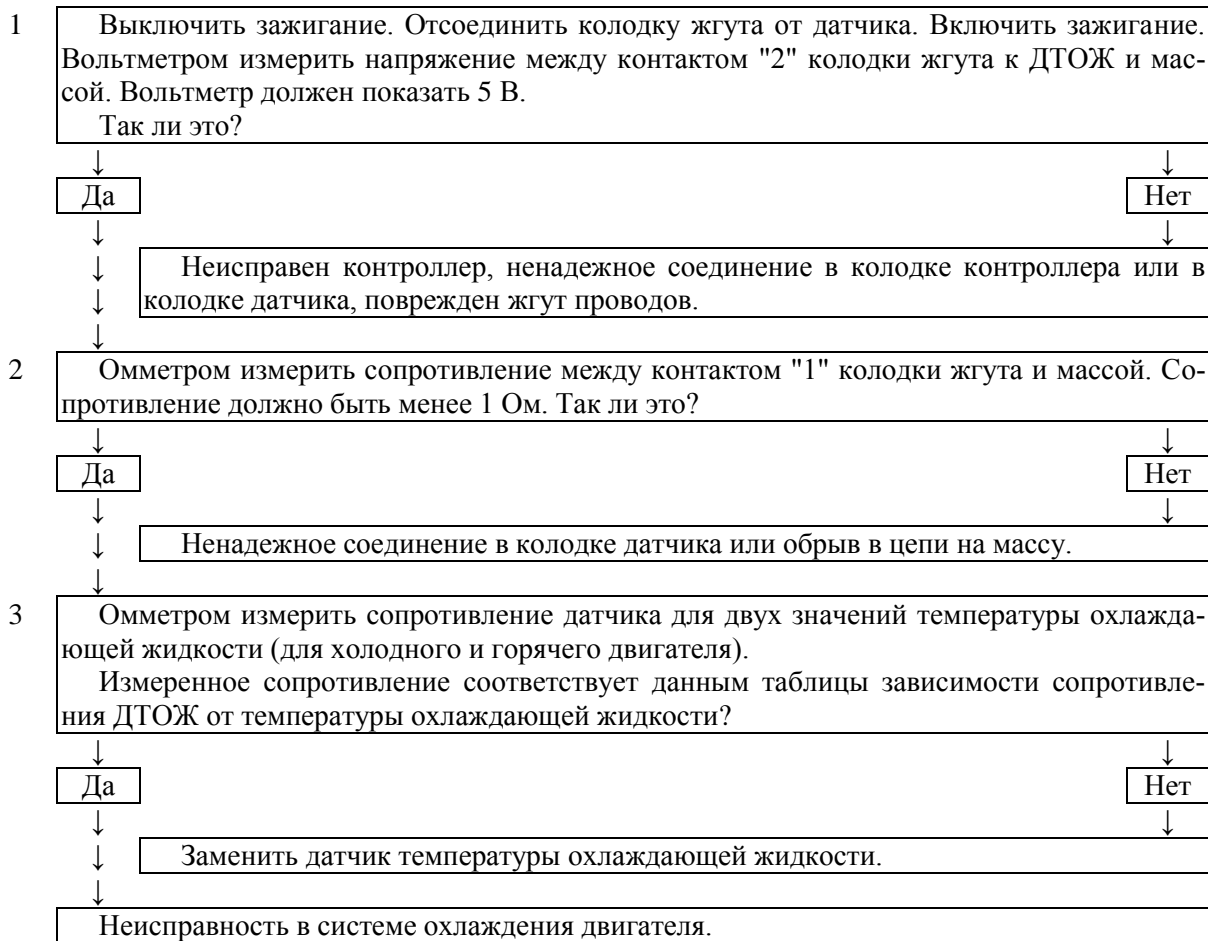 1 Выключить зажигание. Отсоединить колодку жгута от датчика. Включить зажигание.
Вольтметром измерить напряжение между контактом "2" колодки жгута к ДТОЖ и мас-
сой. Вольтметр должен показать 5 В.
Так ли это?
↓ ↓
Да Нет
↓ ↓
↓ Неисправен контроллер, ненадежное соединение в колодке контроллера или в
↓ колодке датчика, поврежден жгут проводов.
↓
2 Омметром измерить сопротивление между контактом "1" колодки жгута и массой. Со-
противление должно быть менее 1 Ом. Так ли это?
↓ ↓
Да Нет
↓ ↓
↓ Ненадежное соединение в колодке датчика или обрыв в цепи на массу.
↓
3 Омметром измерить сопротивление датчика для двух значений температуры охлажда-
ющей жидкости (для холодного и горячего двигателя).
Измеренное сопротивление соответствует данным таблицы зависимости сопротивле-
ния ДТОЖ от температуры охлаждающей жидкости?
↓ ↓
Да Нет
↓ ↓
↓ Заменить датчик температуры охлаждающей жидкости.
↓
Неисправность в системе охлаждения двигателя.